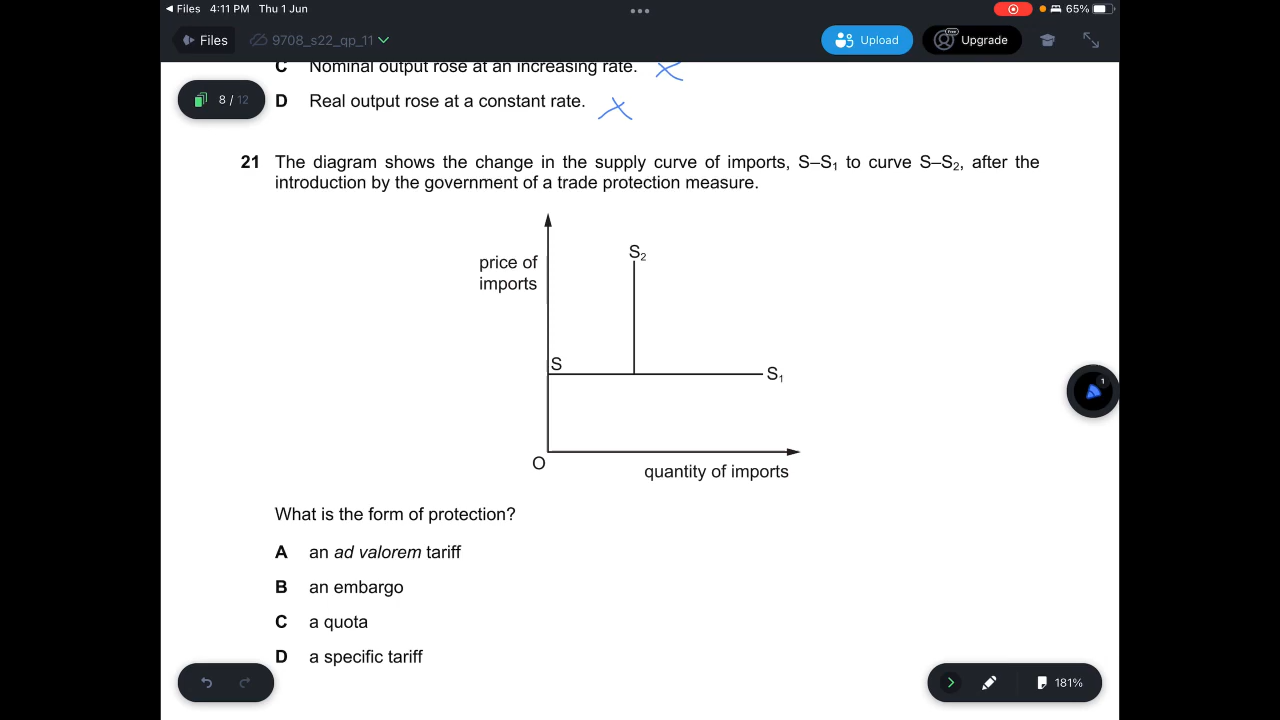 Files 4:11 PM Thu 1 Jun 65%
Files 9708_s22_qp_11 Upload Free Upgrade
C Nominal output rose at an increasing rate.
8 / 12
D Real output rose at a constant rate.
21 The diagram shows the change in the supply curve of imports, S–S₁ to curve S–S₂, after the
introduction by the government of a trade protection measure.
S₂
price of
imports
S
S₁
1
O
quantity of imports
What is the form of protection?
A an ad valorem tariff
B an embargo
C a quota
D a specific tariff
181%